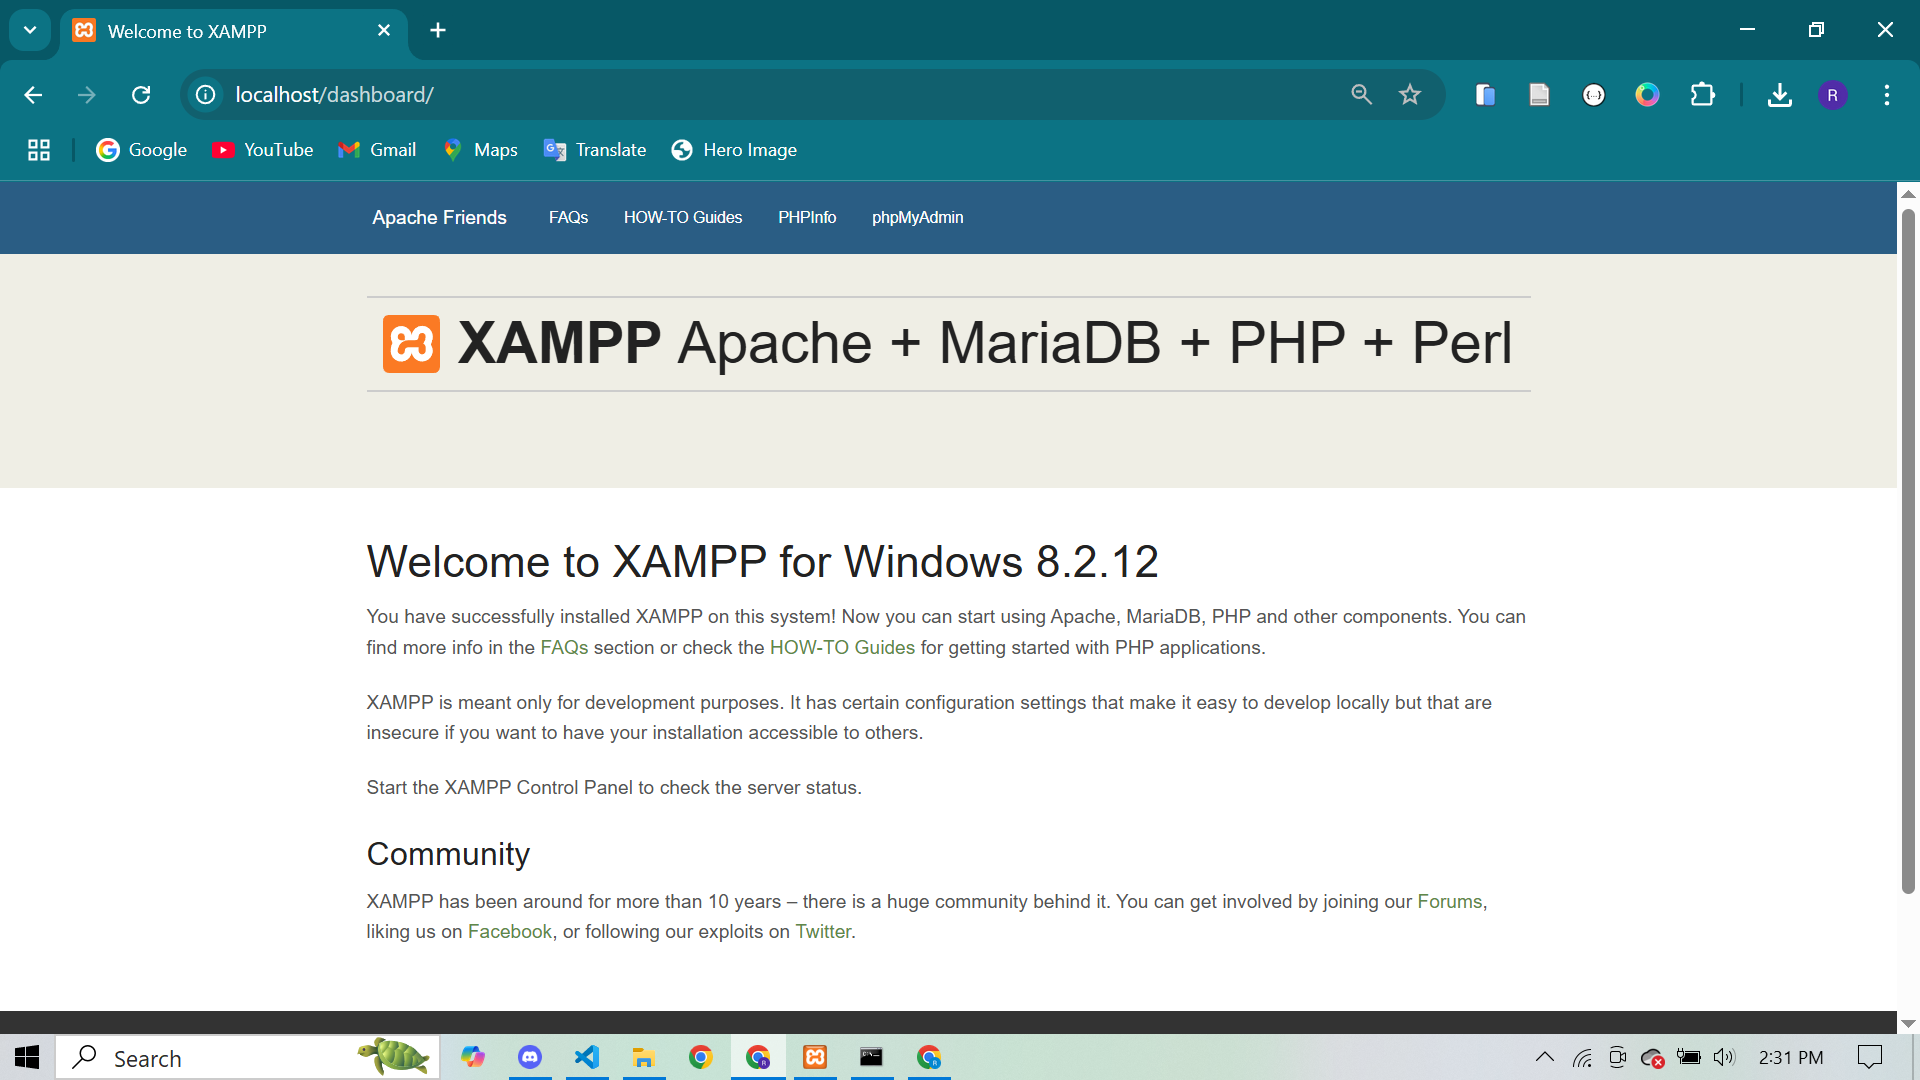 Welcome to XAMPP
localhost/dashboard/
R
Google YouTube Gmail Maps Translate Hero Image
Apache Friends FAQs HOW-TO Guides PHPInfo phpMyAdmin
XAMPP Apache + MariaDB + PHP + Perl
Welcome to XAMPP for Windows 8.2.12
You have successfully installed XAMPP on this system! Now you can start using Apache, MariaDB, PHP and other components. You can
find more info in the FAQs section or check the HOW-TO Guides for getting started with PHP applications.
XAMPP is meant only for development purposes. It has certain configuration settings that make it easy to develop locally but that are
insecure if you want to have your installation accessible to others.
Start the XAMPP Control Panel to check the server status.
Community
XAMPP has been around for more than 10 years – there is a huge community behind it. You can get involved by joining our Forums,
liking us on Facebook, or following our exploits on Twitter.
Search
2:31 PM